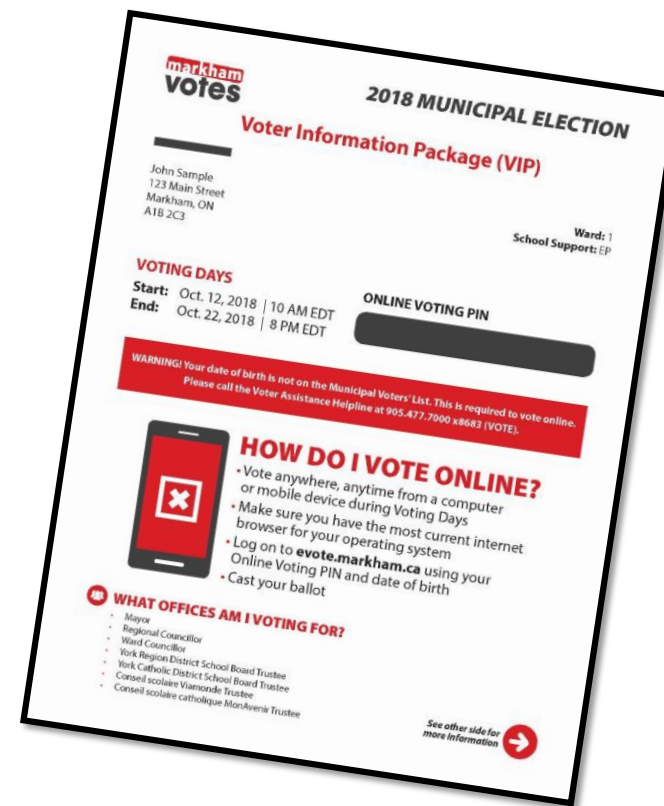 markham
votes
2018 MUNICIPAL ELECTION
Voter Information Package (VIP)
John Sample
123 Main Street
Markham, ON
A1B 2C3
Ward: 1
School Support: EP
VOTING DAYS
Start: Oct. 12, 2018 | 10 AM EDT
End: Oct. 22, 2018 | 8 PM EDT
ONLINE VOTING PIN
WARNING! Your date of birth is not on the Municipal Voters' List. This is required to vote online.
Please call the Voter Assistance Helpline at 905.477.7000 x8683 (VOTE).
HOW DO I VOTE ONLINE?
• Vote anywhere, anytime from a computer
or mobile device during Voting Days
• Make sure you have the most current internet
browser for your operating system
• Log on to evote.markham.ca using your
Online Voting PIN and date of birth
• Cast your ballot
WHAT OFFICES AM I VOTING FOR?
• Mayor
• Regional Councillor
• Ward Councillor
• York Region District School Board Trustee
• York Catholic District School Board Trustee
• Conseil scolaire Viamonde Trustee
• Conseil scolaire catholique MonAvenir Trustee
See other side for
more information